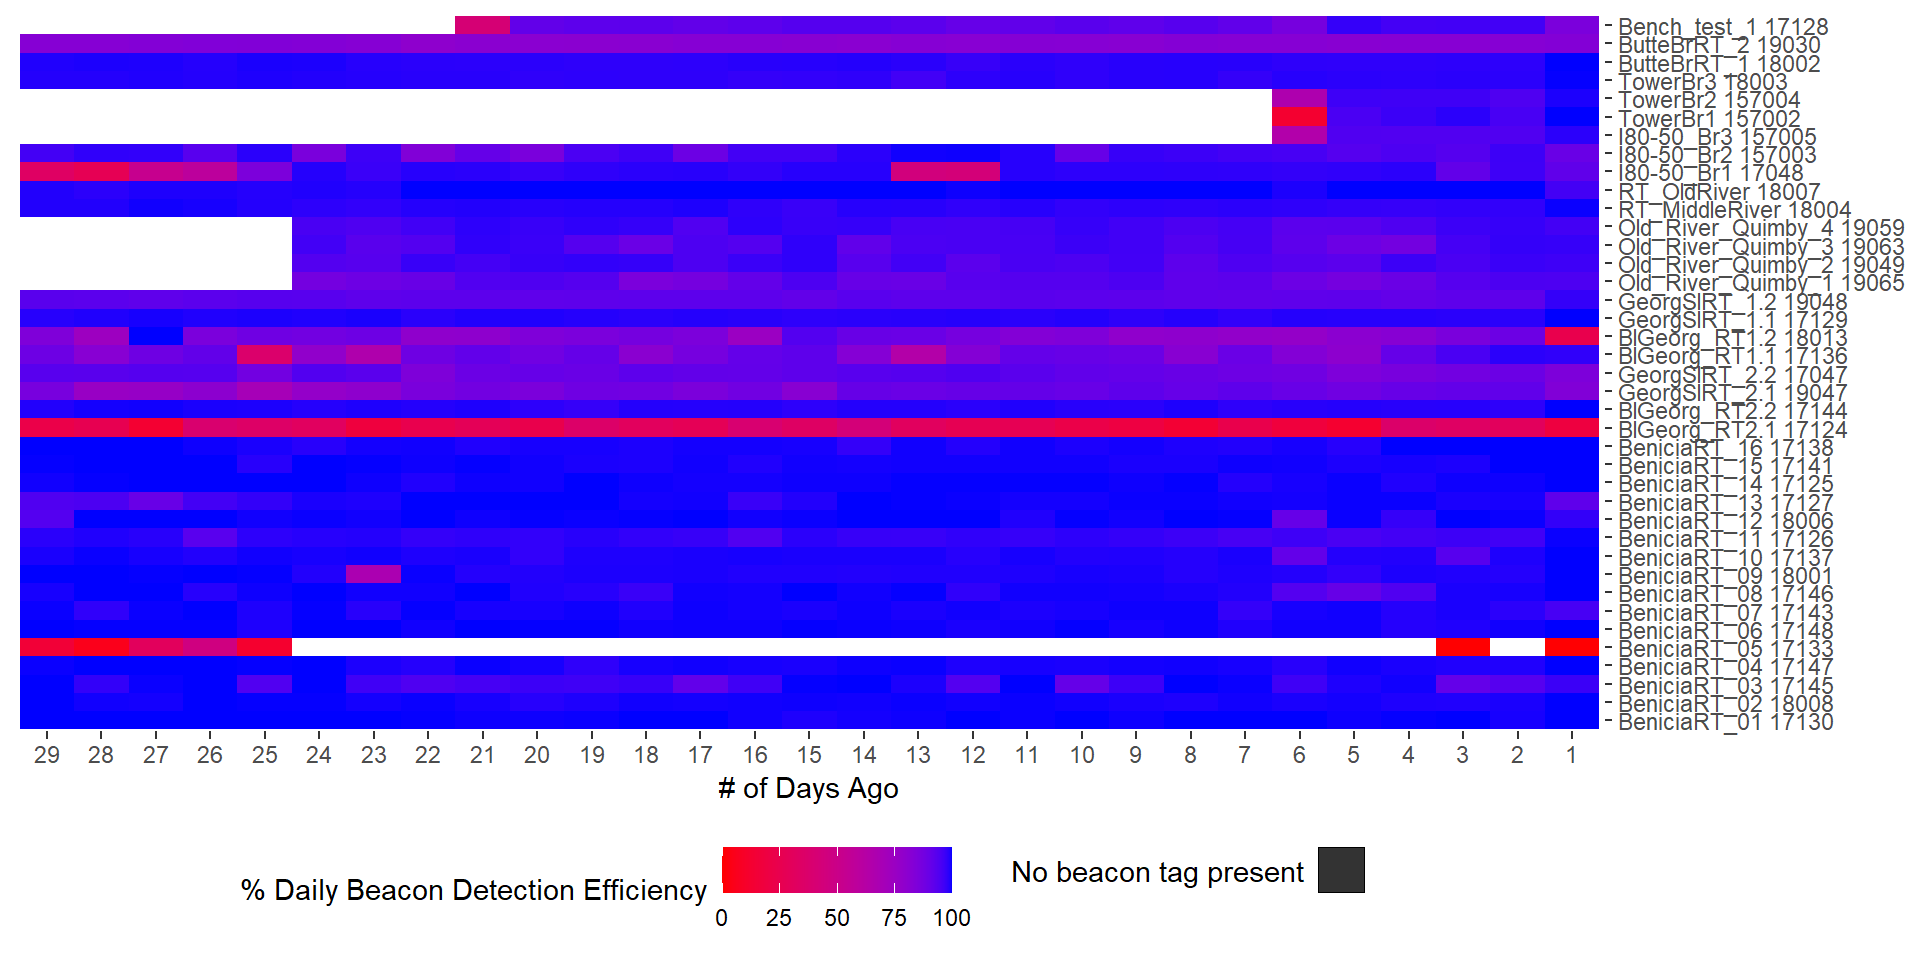 Bench_test_1 17128
ButteBrRT_2 19030
ButteBrRT_1 18002
TowerBr3 18003
TowerBr2 157004
TowerBr1 157002
I80-50_Br3 157005
I80-50_Br2 157003
I80-50_Br1 17048
RT_OldRiver 18007
RT_MiddleRiver 18004
Old_River_Quimby_4 19059
Old_River_Quimby_3 19063
Old_River_Quimby_2 19049
Old_River_Quimby_1 19065
GeorgSlRT_1.2 19048
GeorgSlRT_1.1 17129
BlGeorg_RT1.2 18013
BlGeorg_RT1.1 17136
GeorgSlRT_2.2 17047
GeorgSlRT_2.1 19047
BlGeorg_RT2.2 17144
BlGeorg_RT2.1 17124
BeniciaRT_16 17138
BeniciaRT_15 17141
BeniciaRT_14 17125
BeniciaRT_13 17127
BeniciaRT_12 18006
BeniciaRT_11 17126
BeniciaRT_10 17137
BeniciaRT_09 18001
BeniciaRT_08 17146
BeniciaRT_07 17143
BeniciaRT_06 17148
BeniciaRT_05 17133
BeniciaRT_04 17147
BeniciaRT_03 17145
BeniciaRT_02 18008
BeniciaRT_01 17130
29 28 27 26 25 24 23 22 21 20 19 18 17 16 15 14 13 12 11 10 9 8 7 6 5 4 3 2 1
# of Days Ago
% Daily Beacon Detection Efficiency
0 25 50 75 100
No beacon tag present